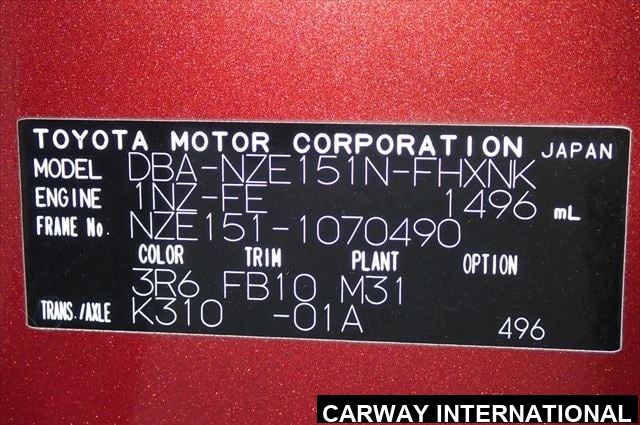 TOYOTA MOTOR CORPORATION JAPAN
MODEL DBA-NZE151N-FHXNK
ENGINE 1NZ-FE 1496 mL
FRAME No. NZE151-1070490
COLOR TRIM PLANT OPTION
3R6 FB10 M31
TRANS./AXLE K310 -01A 496
CARWAY INTERNATIONAL